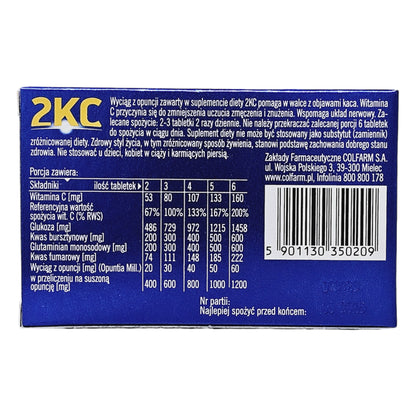 2KC
Wyciąg z opuncji zawarty w suplemencie diety 2KC pomaga w walce z objawami kaca. Witamina
C przyczynia się do zmniejszenia uczucia zmęczenia i znużenia. Wspomaga układ nerwowy. Za-
lecane spożycie: 2-3 tabletki 2 razy dziennie. Nie należy przekraczać zalecanej porcji 6 tabletek
do spożycia w ciągu dnia. Suplement diety nie może być stosowany jako substytut (zamiennik)
zróżnicowanej diety. Zdrowy styl życia, w tym zróżnicowany sposób żywienia, stanowi podstawę zachowania dobrego stanu
zdrowia. Nie stosować u dzieci, kobiet w ciąży i karmiących piersią.
Porcja zawiera:
Składniki ilość tabletek 2 3 4 5 6
Witamina C [mg] 53 80 107 133 160
Referencyjna wartość
spożycia wit. C (% RWS) 67% 100% 133% 167% 200%
Glukoza [mg] 486 729 972 1215 1458
Kwas bursztynowy [mg] 200 300 400 500 600
Glutaminian monosodowy [mg] 200 300 400 500 600
Kwas fumarowy [mg] 74 111 148 185 222
Wyciąg z opuncji (Opuntia Mill.) 20 30 40 50 60
w przeliczeniu na suszoną
opuncję [mg] 400 600 800 1000 1200
Zakłady Farmaceutyczne COLFARM S.A.
ul. Wojska Polskiego 3, 39-300 Mielec
www.colfarm.pl, Infolinia 800 800 178
5 901130 350209
Nr partii:
Najlepiej spożyć przed końcem: